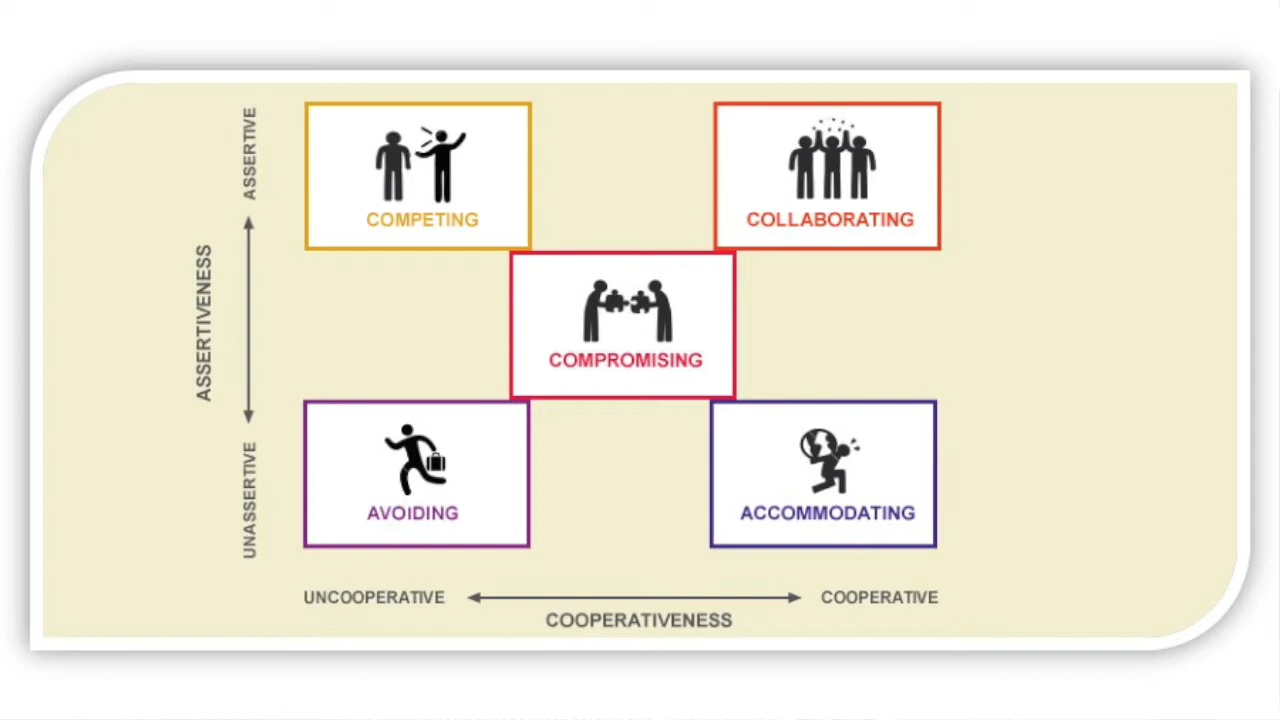 ASSERTIVE
ASSERTIVENESS
UNASSERTIVE
COMPETING
COLLABORATING
COMPROMISING
AVOIDING
ACCOMMODATING
UNCOOPERATIVE
COOPERATIVE
COOPERATIVENESS